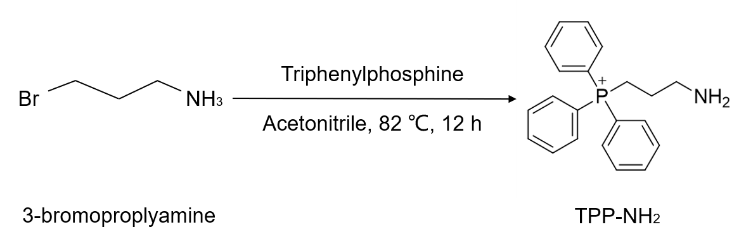 Triphenylphosphine
Br NH₃ P⁺ NH₂
Acetonitrile, 82 ℃, 12 h
3-bromoproplyamine TPP-NH₂